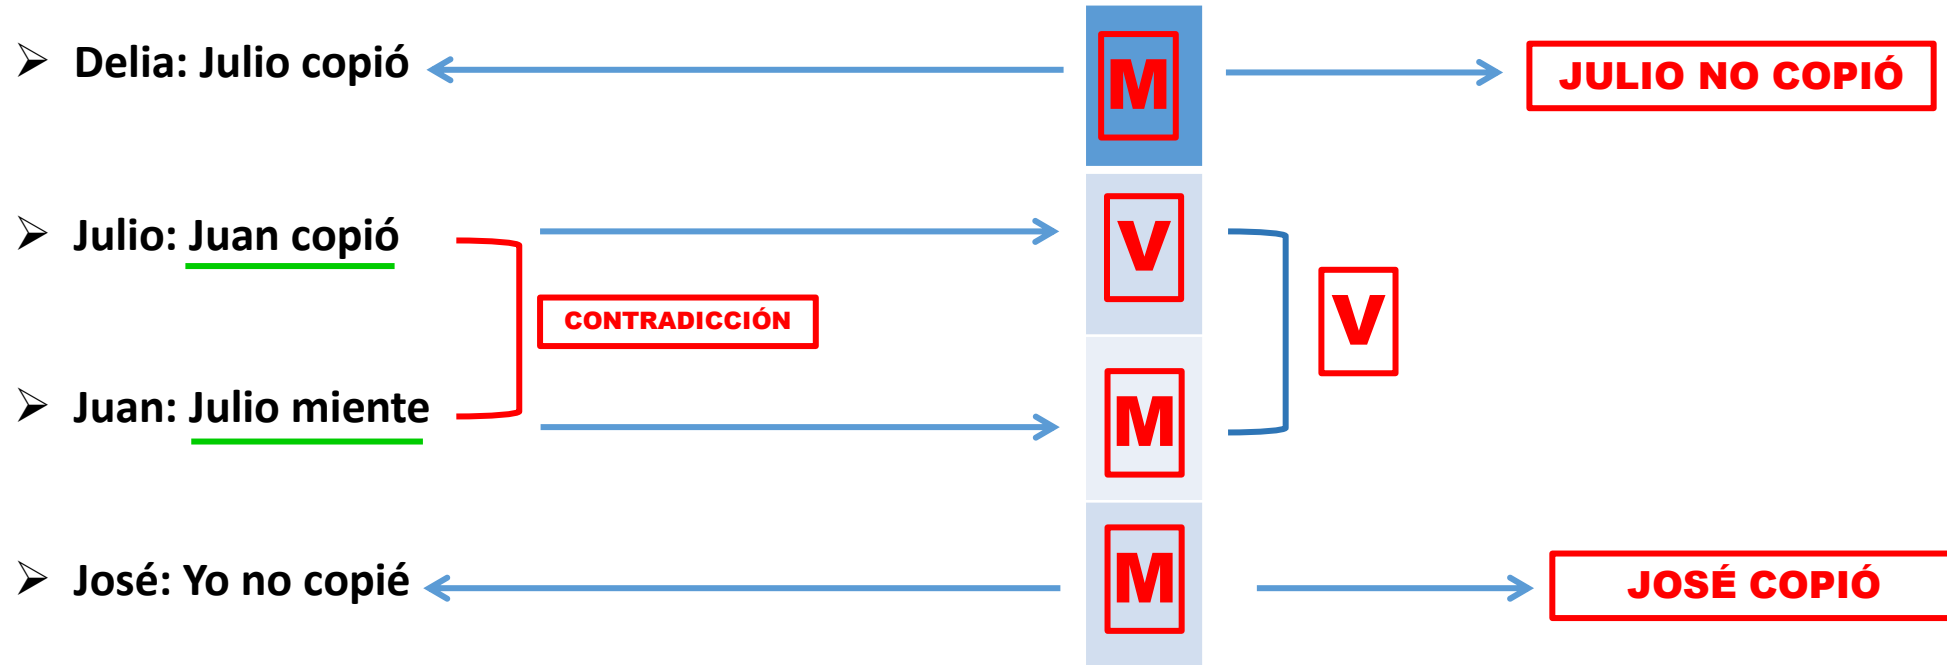 ➢ Delia: Julio copió
M
JULIO NO COPIÓ
➢ Julio: Juan copió
V
CONTRADICCIÓN
V
➢ Juan: Julio miente
M
➢ José: Yo no copié
M
JOSÉ COPIÓ